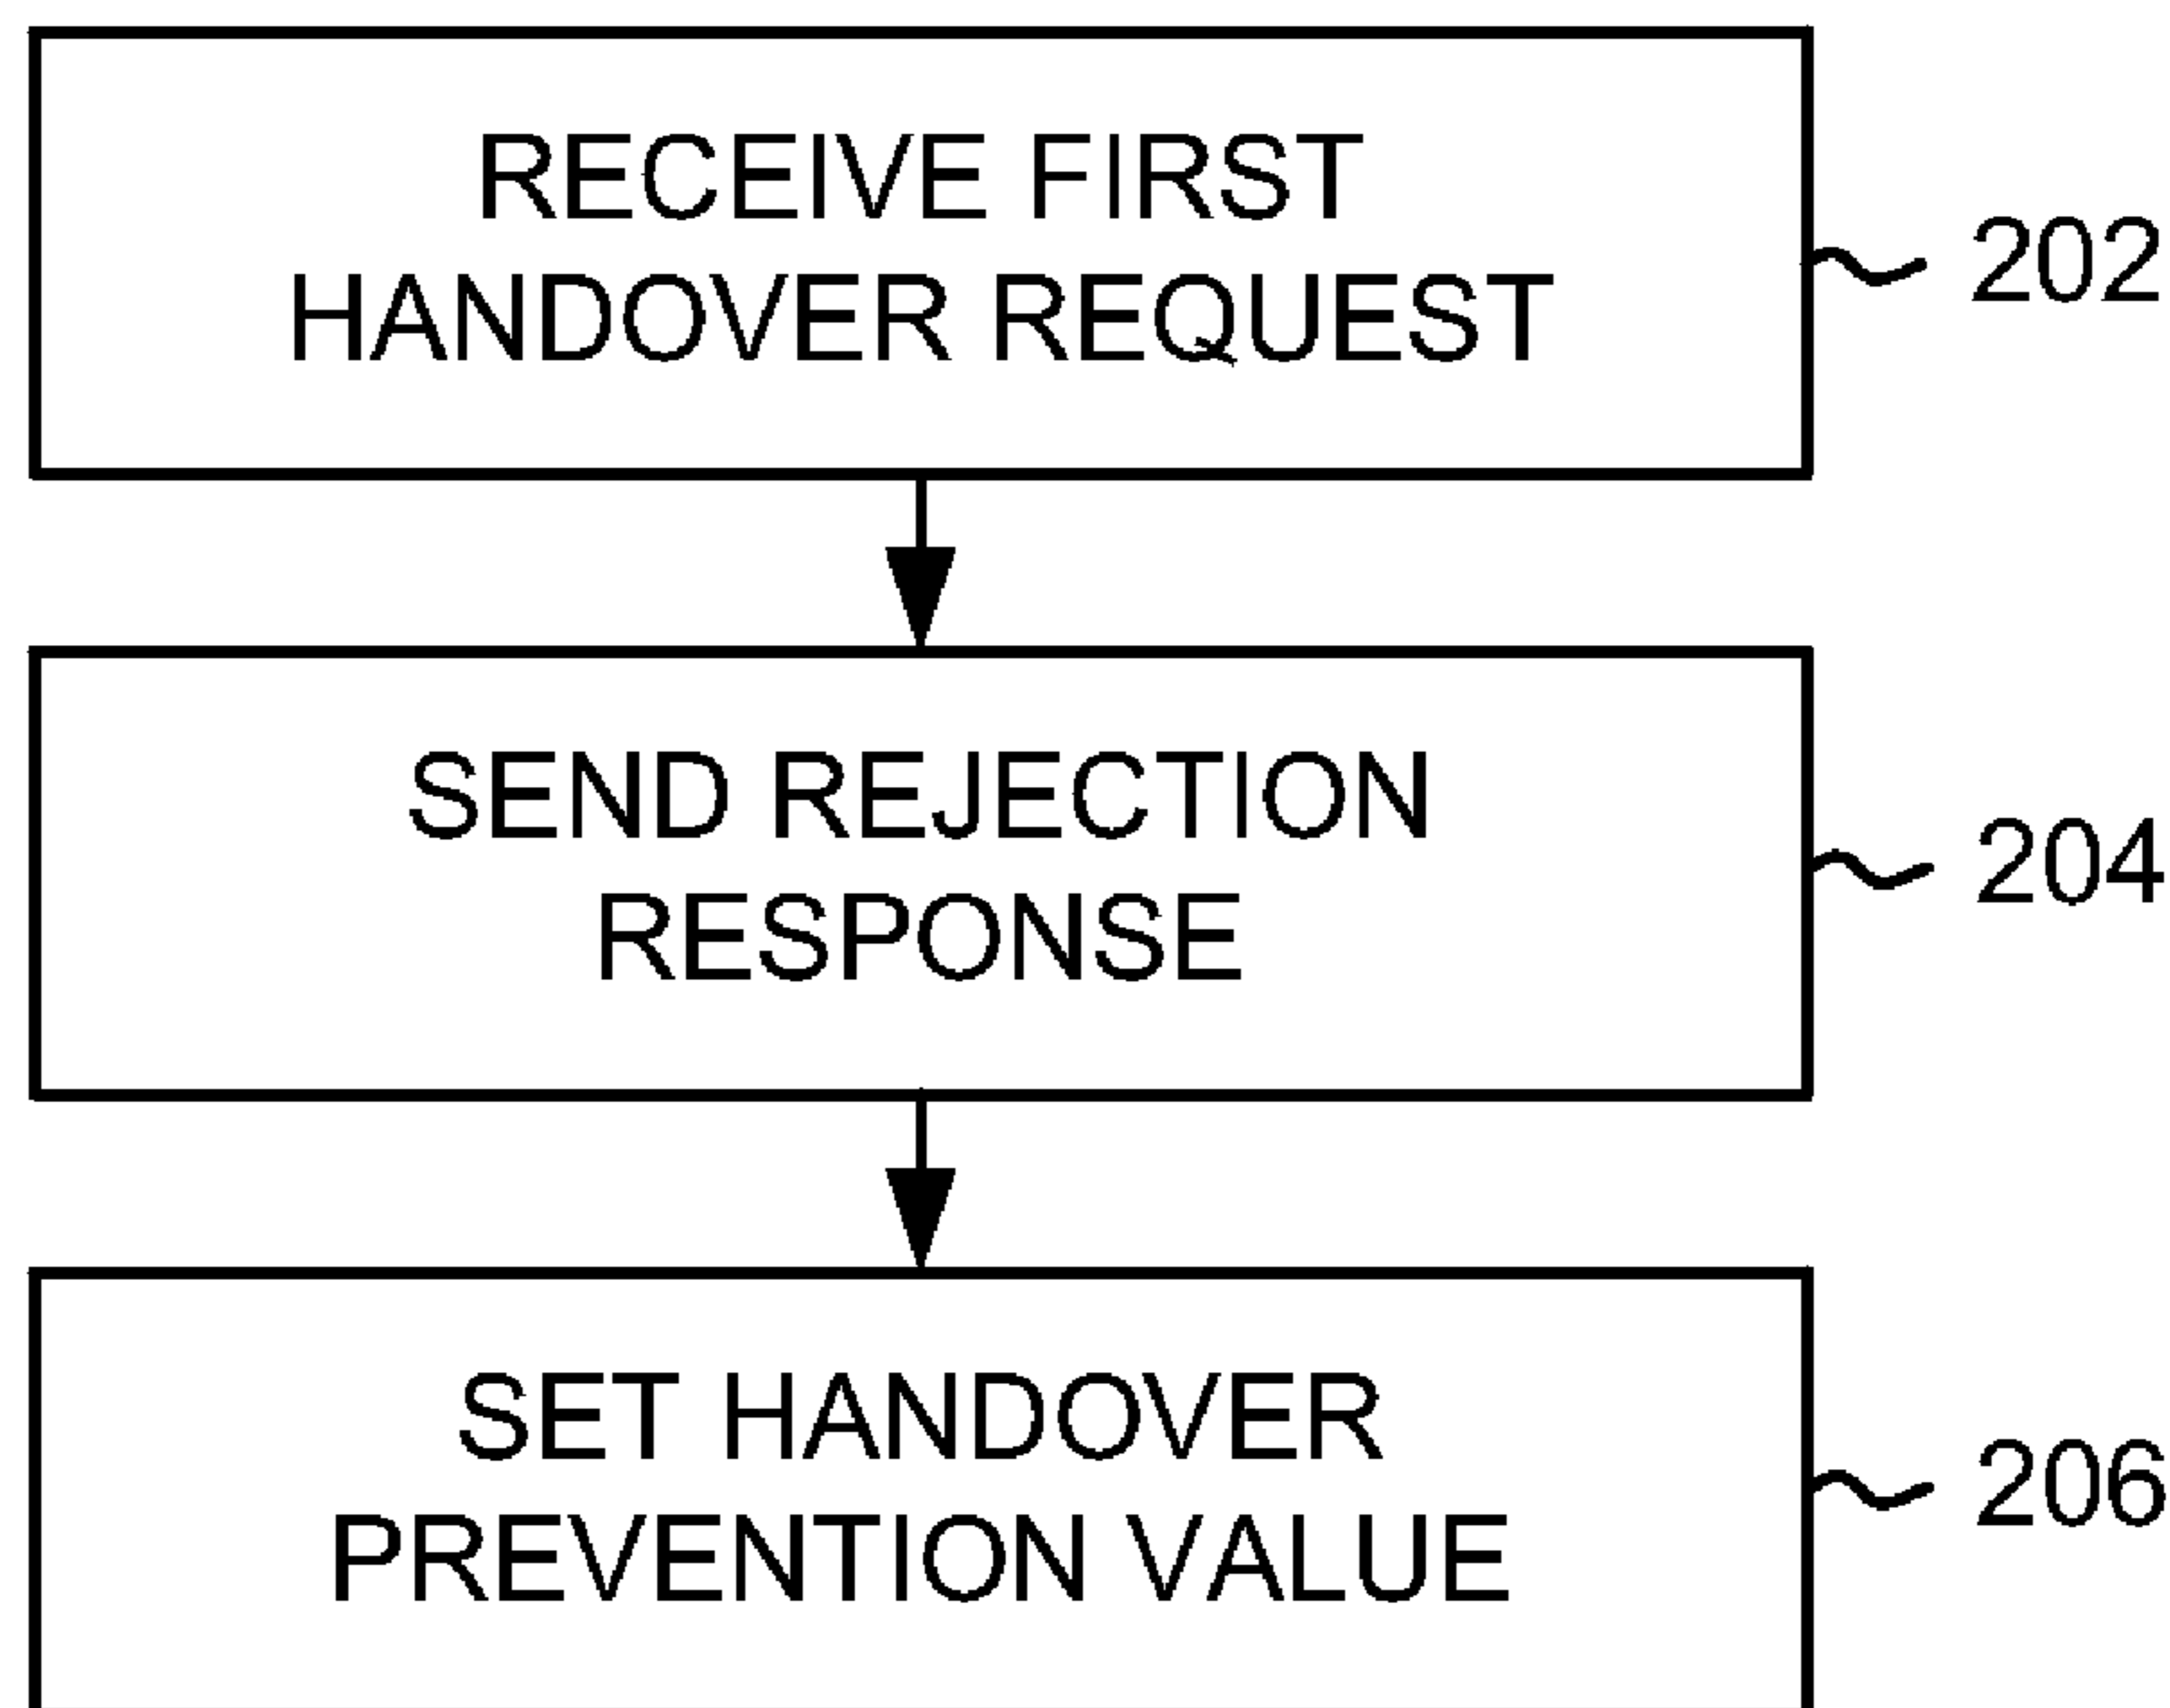 RECEIVE FIRST
HANDOVER REQUEST
202
SEND REJECTION
RESPONSE
204
SET HANDOVER
PREVENTION VALUE
206